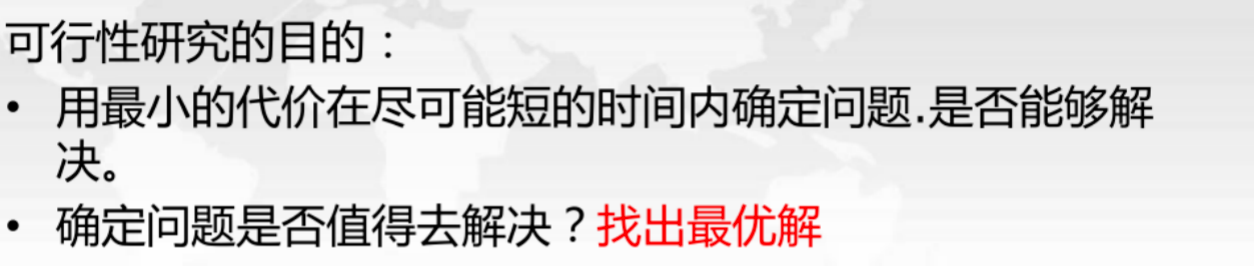 可行性研究的目的：
• 用最小的代价在尽可能短的时间内确定问题.是否能够解
决。
• 确定问题是否值得去解决？找出最优解